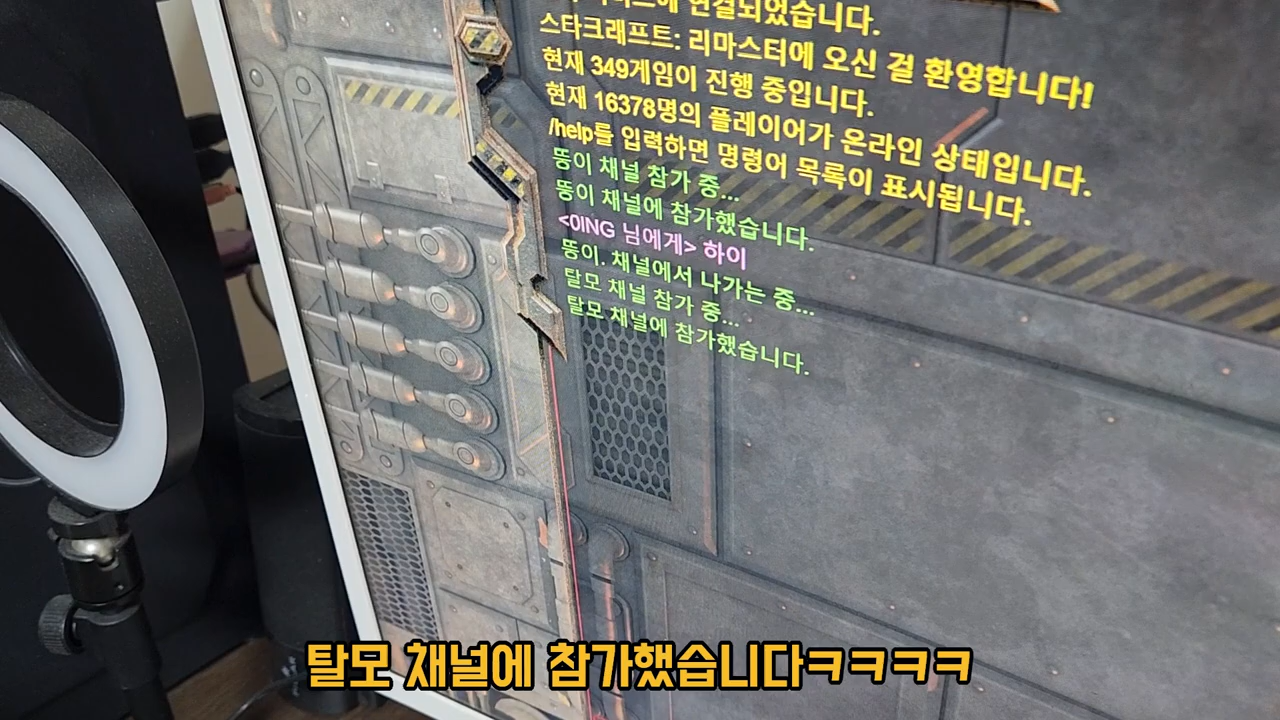 연결되었습니다.
스타크래프트: 리마스터에 오신 걸 환영합니다!
현재 349게임이 진행 중입니다.
현재 16378명의 플레이어가 온라인 상태입니다.
/help를 입력하면 명령어 목록이 표시됩니다.
뚱이 채널 참가 중...
뚱이 채널에 참가했습니다.
<0ING 님에게> 하이
뚱이. 채널에서 나가는 중...
탈모 채널 참가 중...
탈모 채널에 참가했습니다.
탈모 채널에 참가했습니다ㅋㅋㅋㅋ